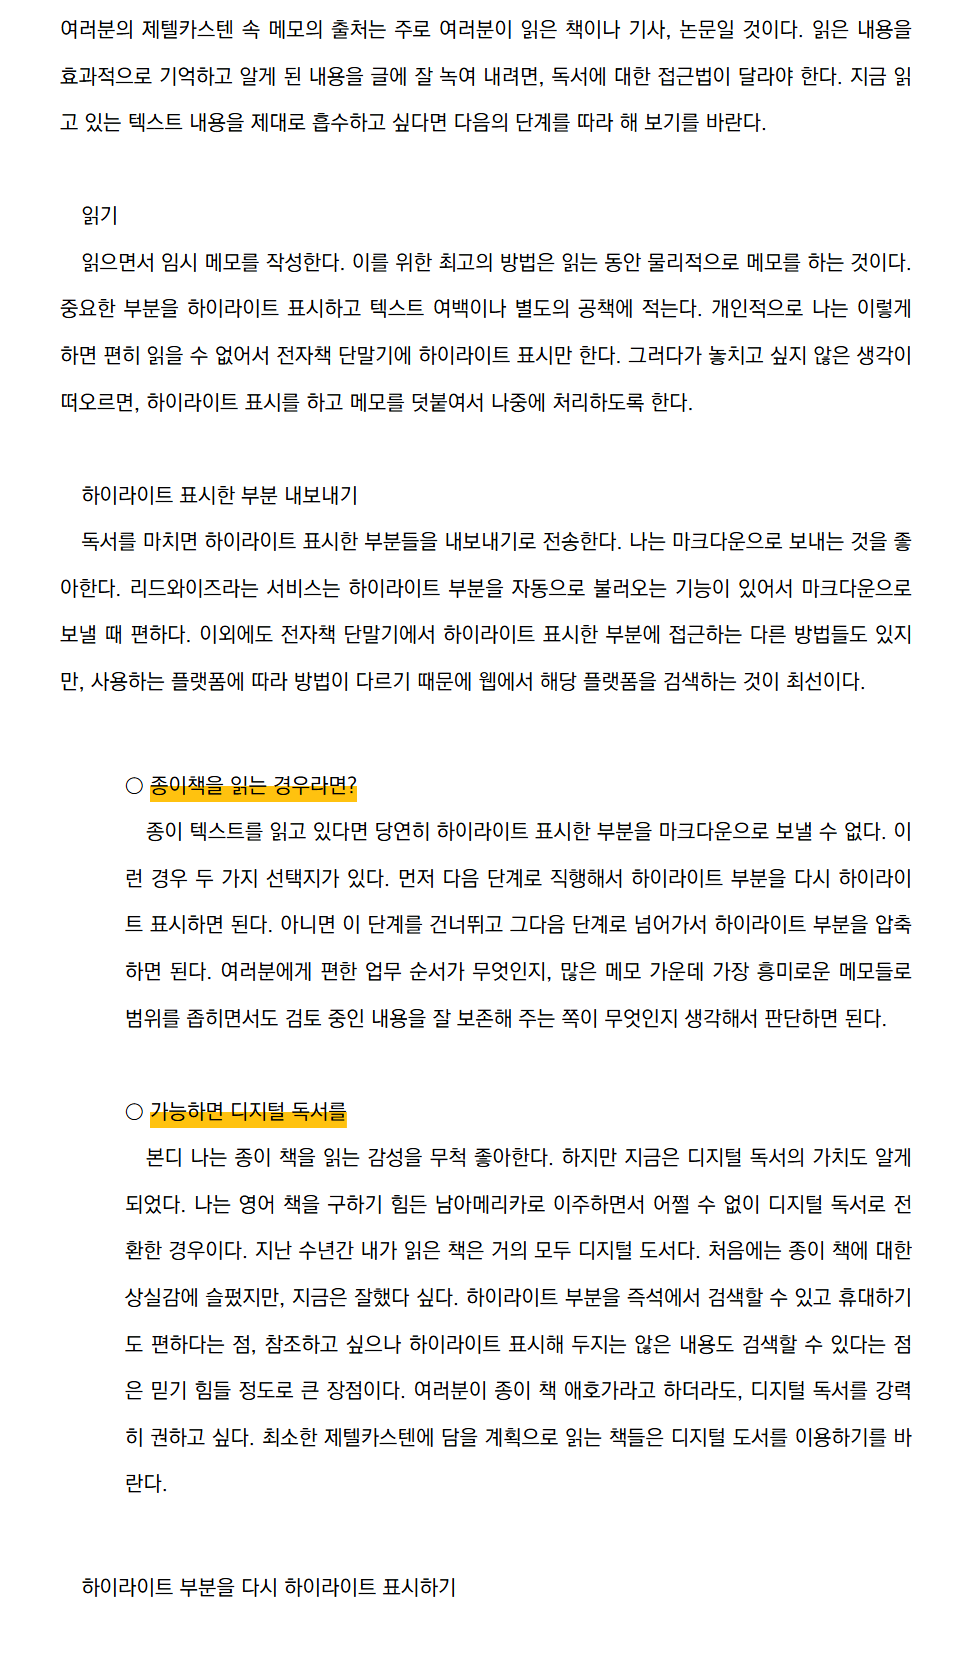 여러분의 제텔카스텐 속 메모의 출처는 주로 여러분이 읽은 책이나 기사, 논문일 것이다. 읽은 내용을
효과적으로 기억하고 알게 된 내용을 글에 잘 녹여 내려면, 독서에 대한 접근법이 달라야 한다. 지금 읽
고 있는 텍스트 내용을 제대로 흡수하고 싶다면 다음의 단계를 따라 해 보기를 바란다.
읽기
읽으면서 임시 메모를 작성한다. 이를 위한 최고의 방법은 읽는 동안 물리적으로 메모를 하는 것이다.
중요한 부분을 하이라이트 표시하고 텍스트 여백이나 별도의 공책에 적는다. 개인적으로 나는 이렇게
하면 편히 읽을 수 없어서 전자책 단말기에 하이라이트 표시만 한다. 그러다가 놓치고 싶지 않은 생각이
떠오르면, 하이라이트 표시를 하고 메모를 덧붙여서 나중에 처리하도록 한다.
하이라이트 표시한 부분 내보내기
독서를 마치면 하이라이트 표시한 부분들을 내보내기로 전송한다. 나는 마크다운으로 보내는 것을 좋
아한다. 리드와이즈라는 서비스는 하이라이트 부분을 자동으로 불러오는 기능이 있어서 마크다운으로
보낼 때 편하다. 이외에도 전자책 단말기에서 하이라이트 표시한 부분에 접근하는 다른 방법들도 있지
만, 사용하는 플랫폼에 따라 방법이 다르기 때문에 웹에서 해당 플랫폼을 검색하는 것이 최선이다.
○ 종이책을 읽는 경우라면?
종이 텍스트를 읽고 있다면 당연히 하이라이트 표시한 부분을 마크다운으로 보낼 수 없다. 이
런 경우 두 가지 선택지가 있다. 먼저 다음 단계로 직행해서 하이라이트 부분을 다시 하이라이
트 표시하면 된다. 아니면 이 단계를 건너뛰고 그다음 단계로 넘어가서 하이라이트 부분을 압축
하면 된다. 여러분에게 편한 업무 순서가 무엇인지, 많은 메모 가운데 가장 흥미로운 메모들로
범위를 좁히면서도 검토 중인 내용을 잘 보존해 주는 쪽이 무엇인지 생각해서 판단하면 된다.
○ 가능하면 디지털 독서를
본디 나는 종이 책을 읽는 감성을 무척 좋아한다. 하지만 지금은 디지털 독서의 가치도 알게
되었다. 나는 영어 책을 구하기 힘든 남아메리카로 이주하면서 어쩔 수 없이 디지털 독서로 전
환한 경우이다. 지난 수년간 내가 읽은 책은 거의 모두 디지털 도서다. 처음에는 종이 책에 대한
상실감에 슬펐지만, 지금은 잘했다 싶다. 하이라이트 부분을 즉석에서 검색할 수 있고 휴대하기
도 편하다는 점, 참조하고 싶으나 하이라이트 표시해 두지는 않은 내용도 검색할 수 있다는 점
은 믿기 힘들 정도로 큰 장점이다. 여러분이 종이 책 애호가라고 하더라도, 디지털 독서를 강력
히 권하고 싶다. 최소한 제텔카스텐에 담을 계획으로 읽는 책들은 디지털 도서를 이용하기를 바
란다.
하이라이트 부분을 다시 하이라이트 표시하기